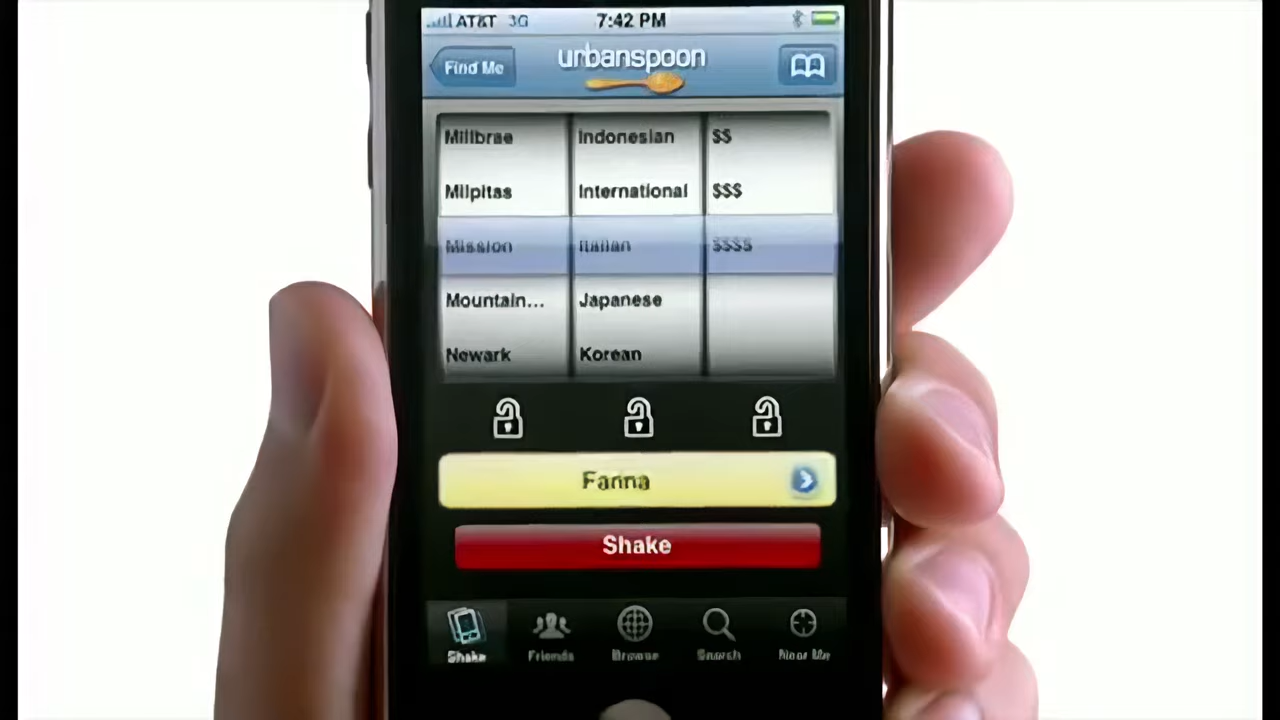 AT&T 3G 7:42 PM
Find Me urbanspoon
Millbrae Indonesian $$
Milpitas International $$$
Mission Italian $$$$
Mountain... Japanese
Newark Korean
Farina
Shake
Shake Friends Browse Search Near Me